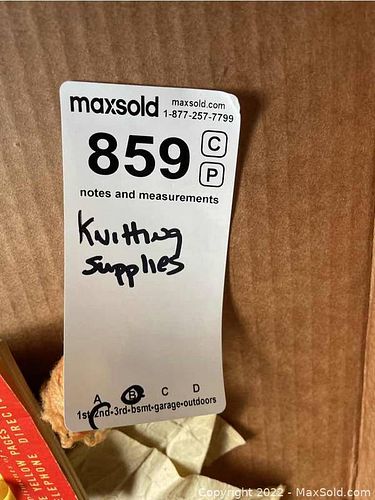 maxsold maxsold.com
1-877-257-7799
859 C
P
notes and measurements
Knitting
supplies
A B C D
1st•2nd•3rd•bsmt•garage•outdoors
YELLOW PAGES
TELEPHONE DIRECT
Copyright 2022 - MaxSold.com